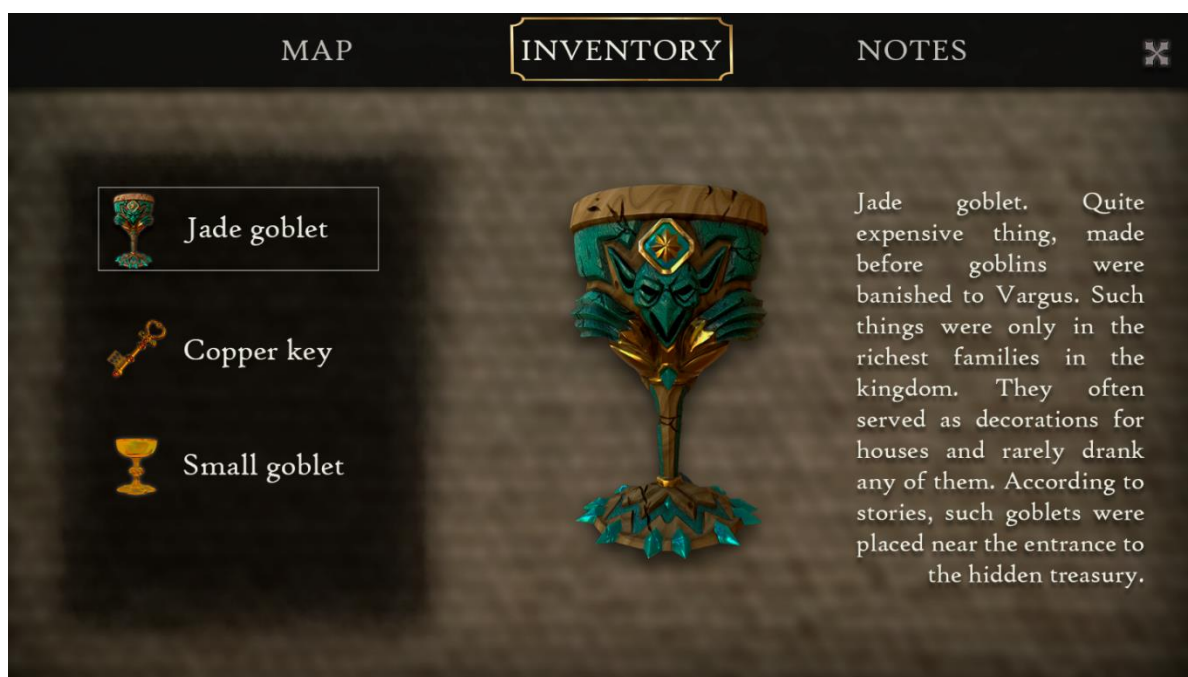 MAP
INVENTORY
NOTES
Jade goblet
Copper key
Small goblet
Jade goblet. Quite
expensive thing, made
before goblins were
banished to Vargus. Such
things were only in the
richest families in the
kingdom. They often
served as decorations for
houses and rarely drank
any of them. According to
stories, such goblets were
placed near the entrance to
the hidden treasury.